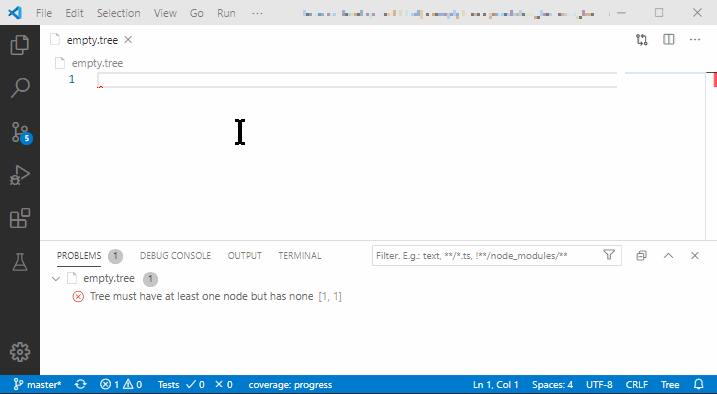 File Edit Selection View Go Run ···
empty.tree
empty.tree
1
5
PROBLEMS 1 DEBUG CONSOLE OUTPUT TERMINAL Filter. E.g.: text, **/*.ts, !**/node_modules/**
empty.tree 1
Tree must have at least one node but has none [1, 1]
master* 1 0 Tests 0 0 coverage: progress Ln 1, Col 1 Spaces: 4 UTF-8 CRLF Tree